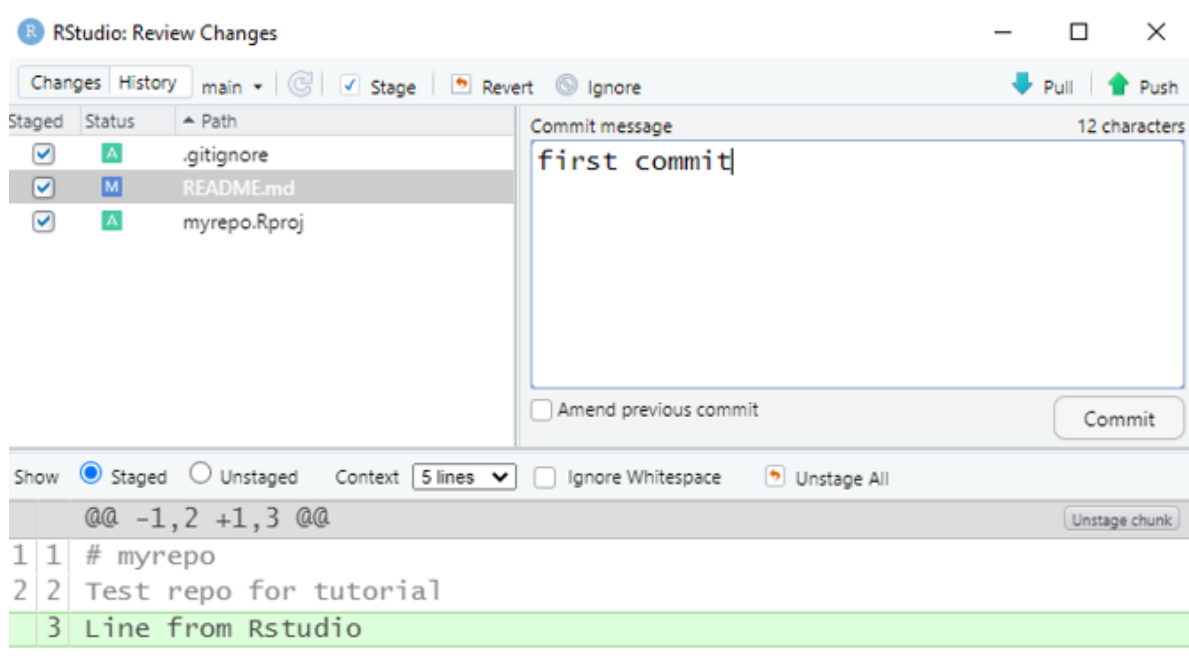 R RStudio: Review Changes
Changes History main Stage Revert Ignore Pull Push
Staged Status Path
A .gitignore
M README.md
A myrepo.Rproj
Commit message 12 characters
first commit
Amend previous commit Commit
Show Staged Unstaged Context 5 lines Ignore Whitespace Unstage All
@@ -1,2 +1,3 @@ Unstage chunk
1 1 # myrepo
2 2 Test repo for tutorial
3 Line from Rstudio